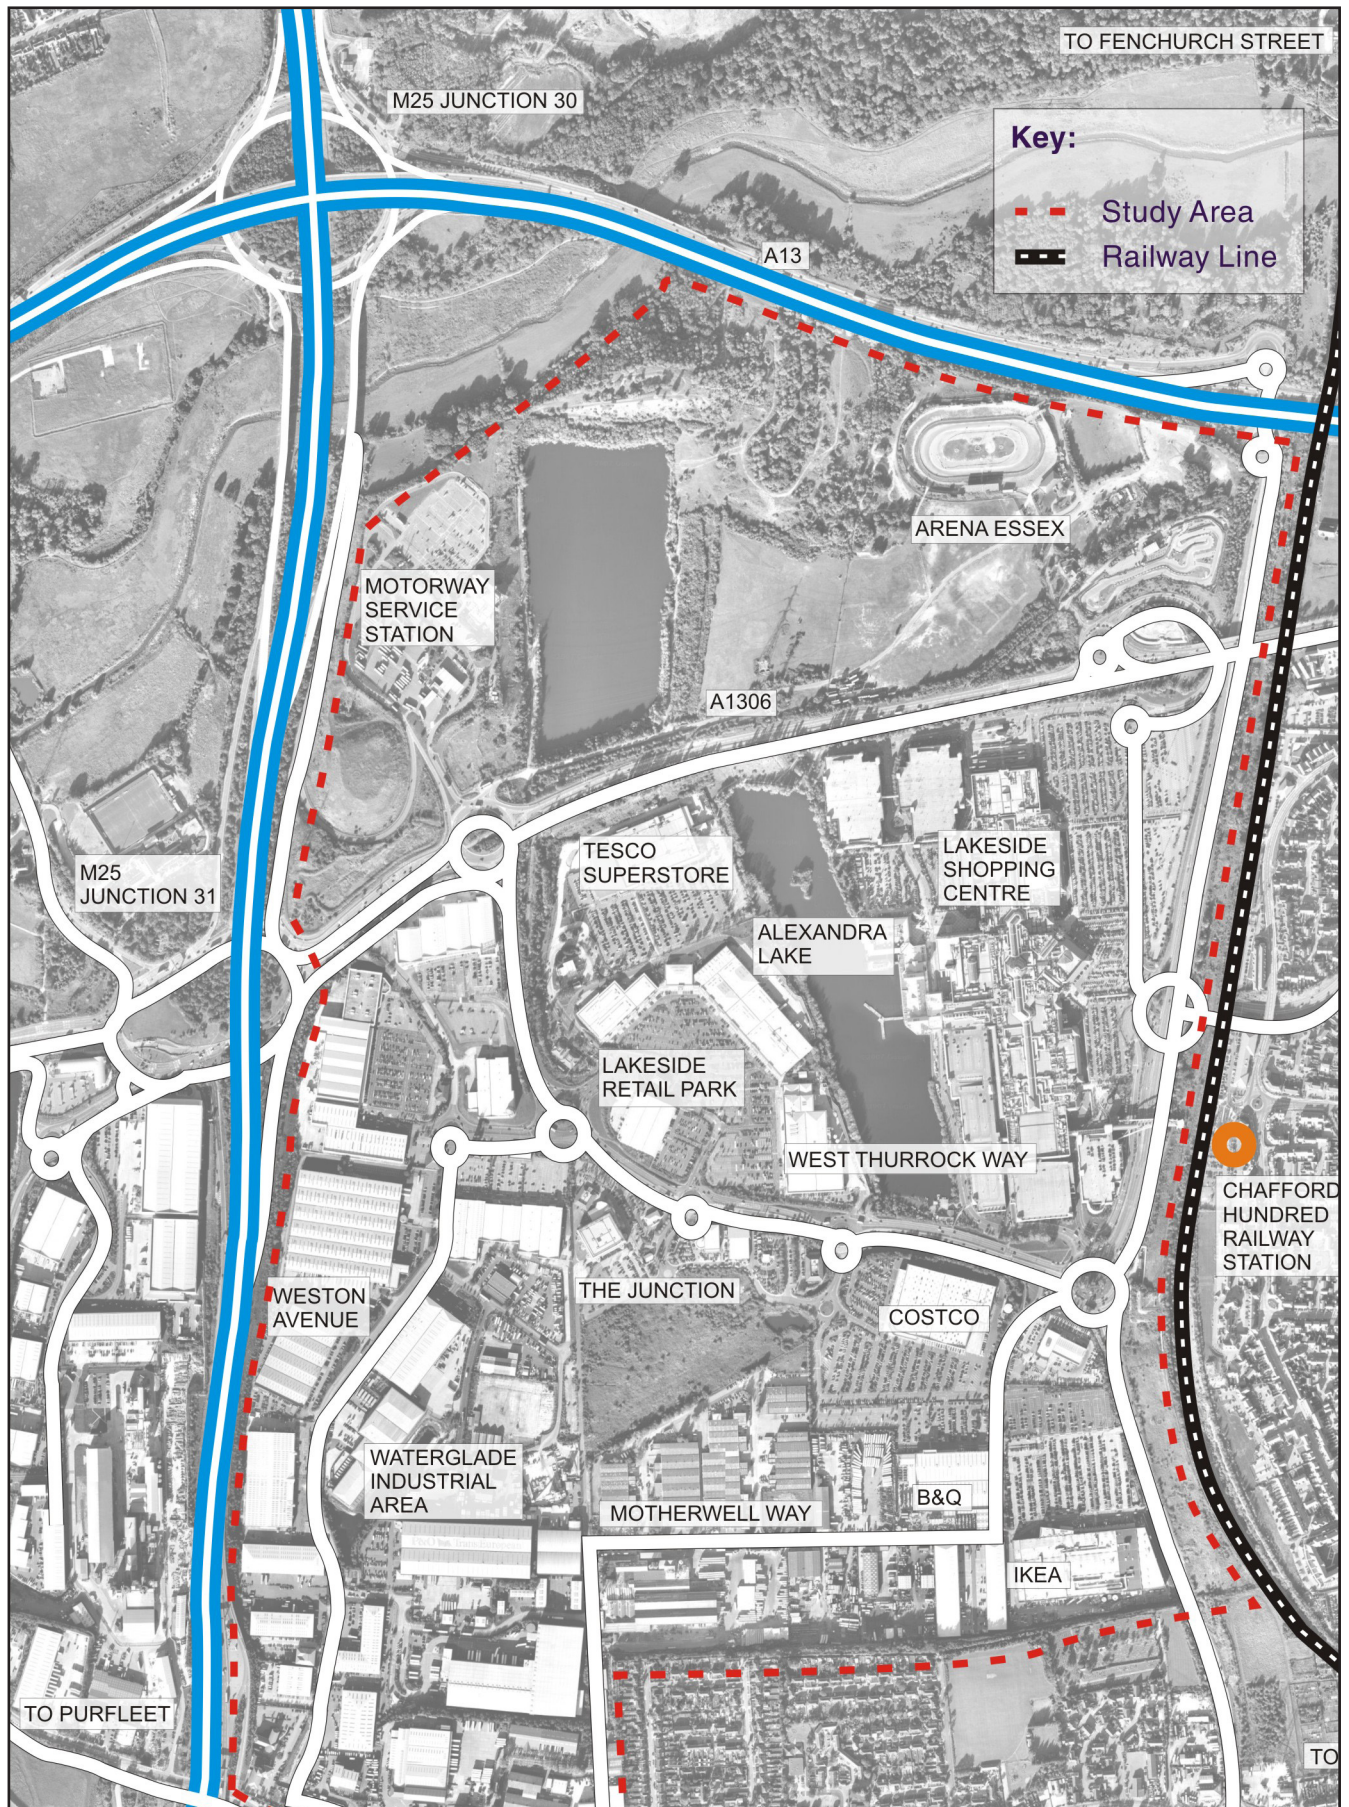 TO FENCHURCH STREET
M25 JUNCTION 30
Key:
Study Area
Railway Line
A13
ARENA ESSEX
MOTORWAY
SERVICE
STATION
A1306
TESCO
SUPERSTORE
LAKESIDE
SHOPPING
CENTRE
M25
JUNCTION 31
ALEXANDRA
LAKE
LAKESIDE
RETAIL PARK
WEST THURROCK WAY
CHAFFORD
HUNDRED
RAILWAY
STATION
THE JUNCTION
WESTON
AVENUE
COSTCO
WATERGLADE
INDUSTRIAL
AREA
B&Q
MOTHERWELL WAY
IKEA
TO PURFLEET
TO